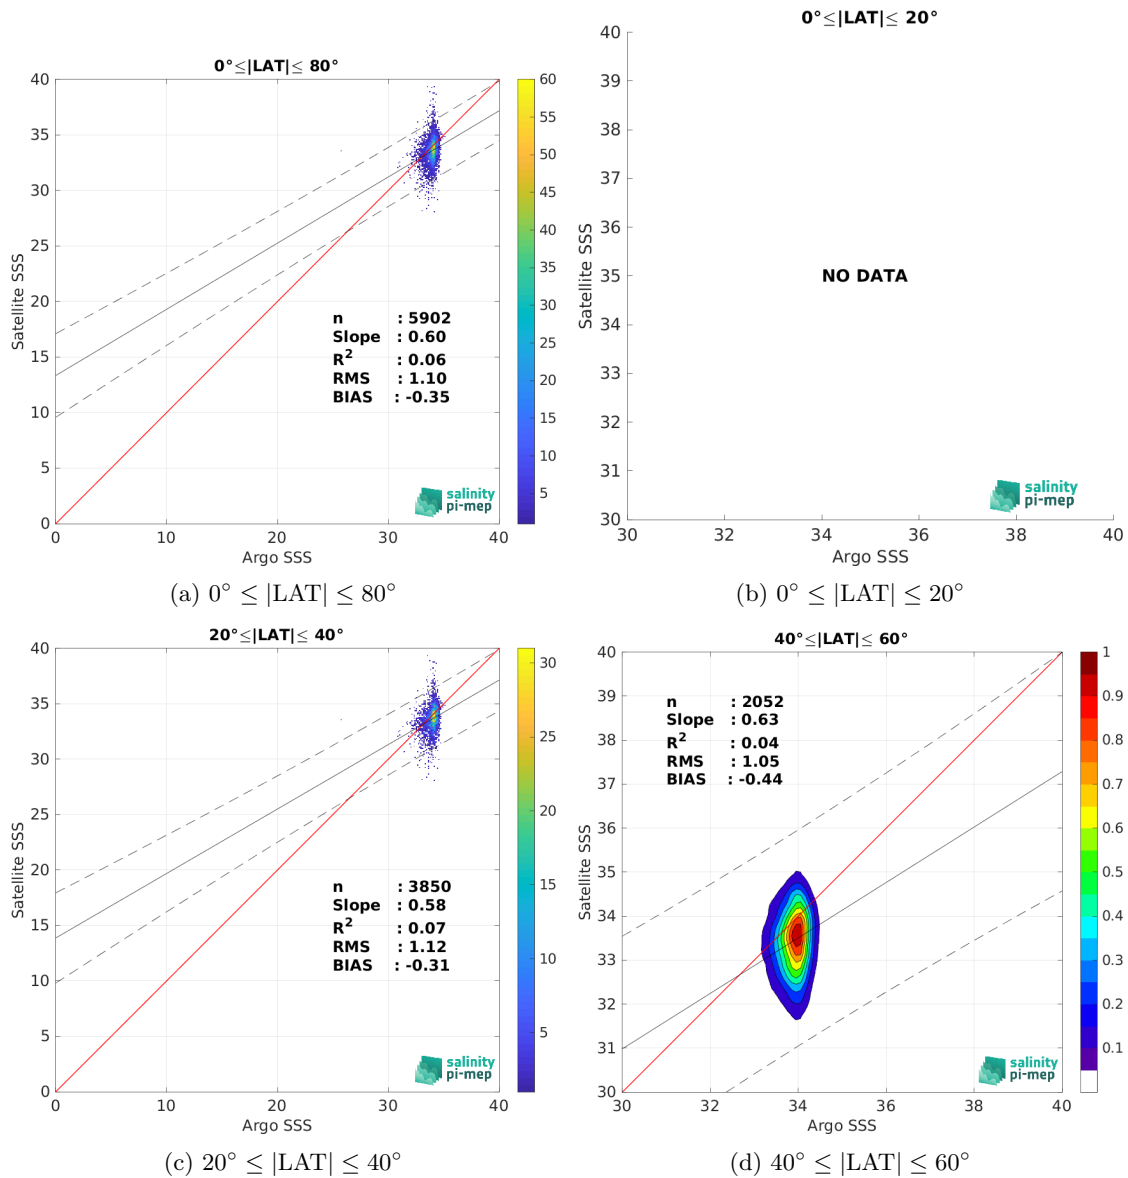 0°≤|LAT|≤ 80°
40
35
30
25
20
15
10
5
0
Satellite SSS
n : 5902
Slope : 0.60
R² : 0.06
RMS : 1.10
BIAS : -0.35
salinity
pi-mep
0 10 20 30 40
Argo SSS
60
55
50
45
40
35
30
25
20
15
10
5
(a) 0° ≤ |LAT| ≤ 80°
0°≤|LAT|≤ 20°
40
39
38
37
36
35
34
33
32
31
30
Satellite SSS
NO DATA
salinity
pi-mep
30 32 34 36 38 40
Argo SSS
(b) 0° ≤ |LAT| ≤ 20°
20°≤|LAT|≤ 40°
40
35
30
25
20
15
10
5
0
Satellite SSS
n : 3850
Slope : 0.58
R² : 0.07
RMS : 1.12
BIAS : -0.31
salinity
pi-mep
0 10 20 30 40
Argo SSS
30
25
20
15
10
5
(c) 20° ≤ |LAT| ≤ 40°
40°≤|LAT|≤ 60°
40
39
38
37
36
35
34
33
32
31
30
Satellite SSS
n : 2052
Slope : 0.63
R² : 0.04
RMS : 1.05
BIAS : -0.44
salinity
pi-mep
30 32 34 36 38 40
Argo SSS
1
0.9
0.8
0.7
0.6
0.5
0.4
0.3
0.2
0.1
(d) 40° ≤ |LAT| ≤ 60°